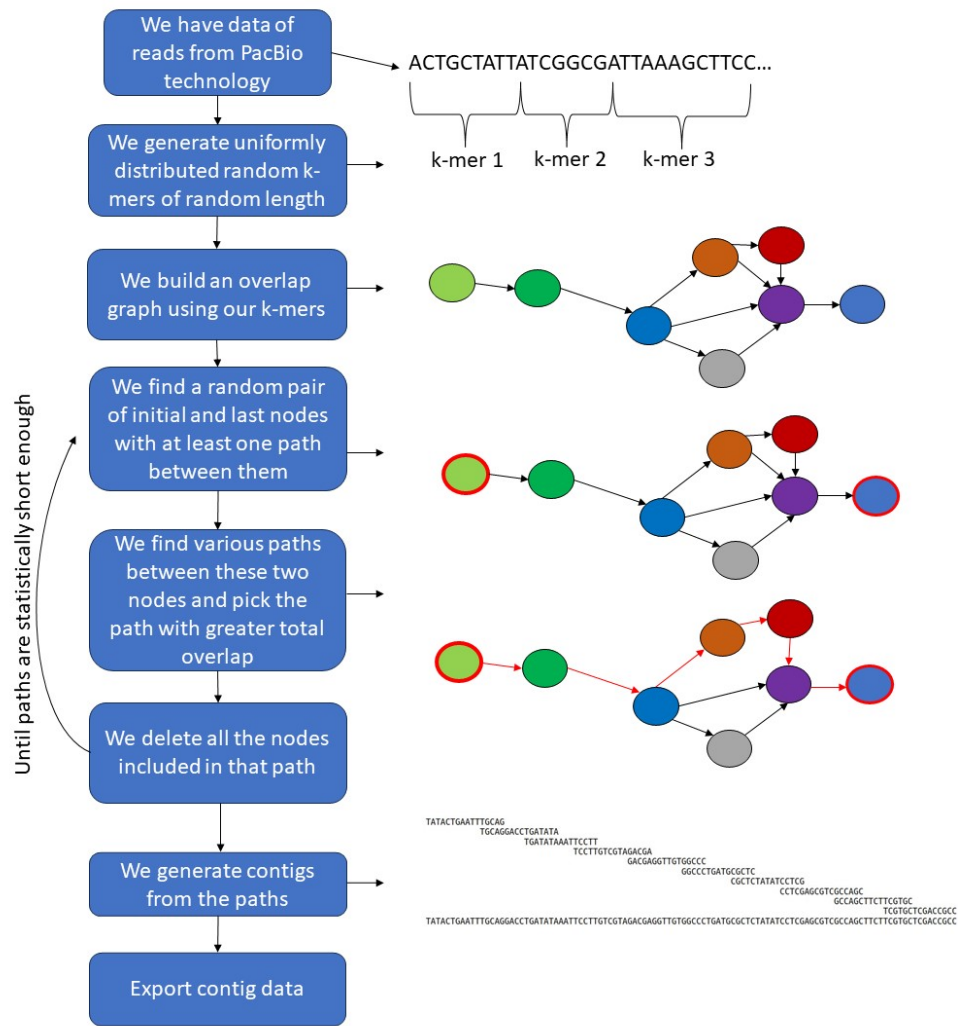 We have data of
reads from PacBio
technology
ACTGCTATTATCGGCGATTAAAGCTTCC...
k-mer 1
k-mer 2
k-mer 3
We generate uniformly
distributed random k-
mers of random length
We build an overlap
graph using our k-mers
We find a random pair
of initial and last nodes
with at least one path
between them
Until paths are statistically short enough
We find various paths
between these two
nodes and pick the
path with greater total
overlap
We delete all the nodes
included in that path
We generate contigs
from the paths
TATACTGAATTTGCAG
TGCAGGACCTGATATA
TGATATAAATTCCTT
TCCTTGTCGTAGACGA
GACGAGGTTGTGGCCC
GGCCCTGATGCGCTC
CGCTCTATATCCTCG
CCTCGAGCGTCGCCAGC
GCCAGCTTCTTCGTGC
TCGTGCTCGACCGCC
TATACTGAATTTGCAGGACCTGATATAAATTCCTTGTCGTAGACGAGGTTGTGGCCCTGATGCGCTCTATATCCTCGAGCGTCGCCAGCTTCTTCGTGCTCGACCGCC
Export contig data